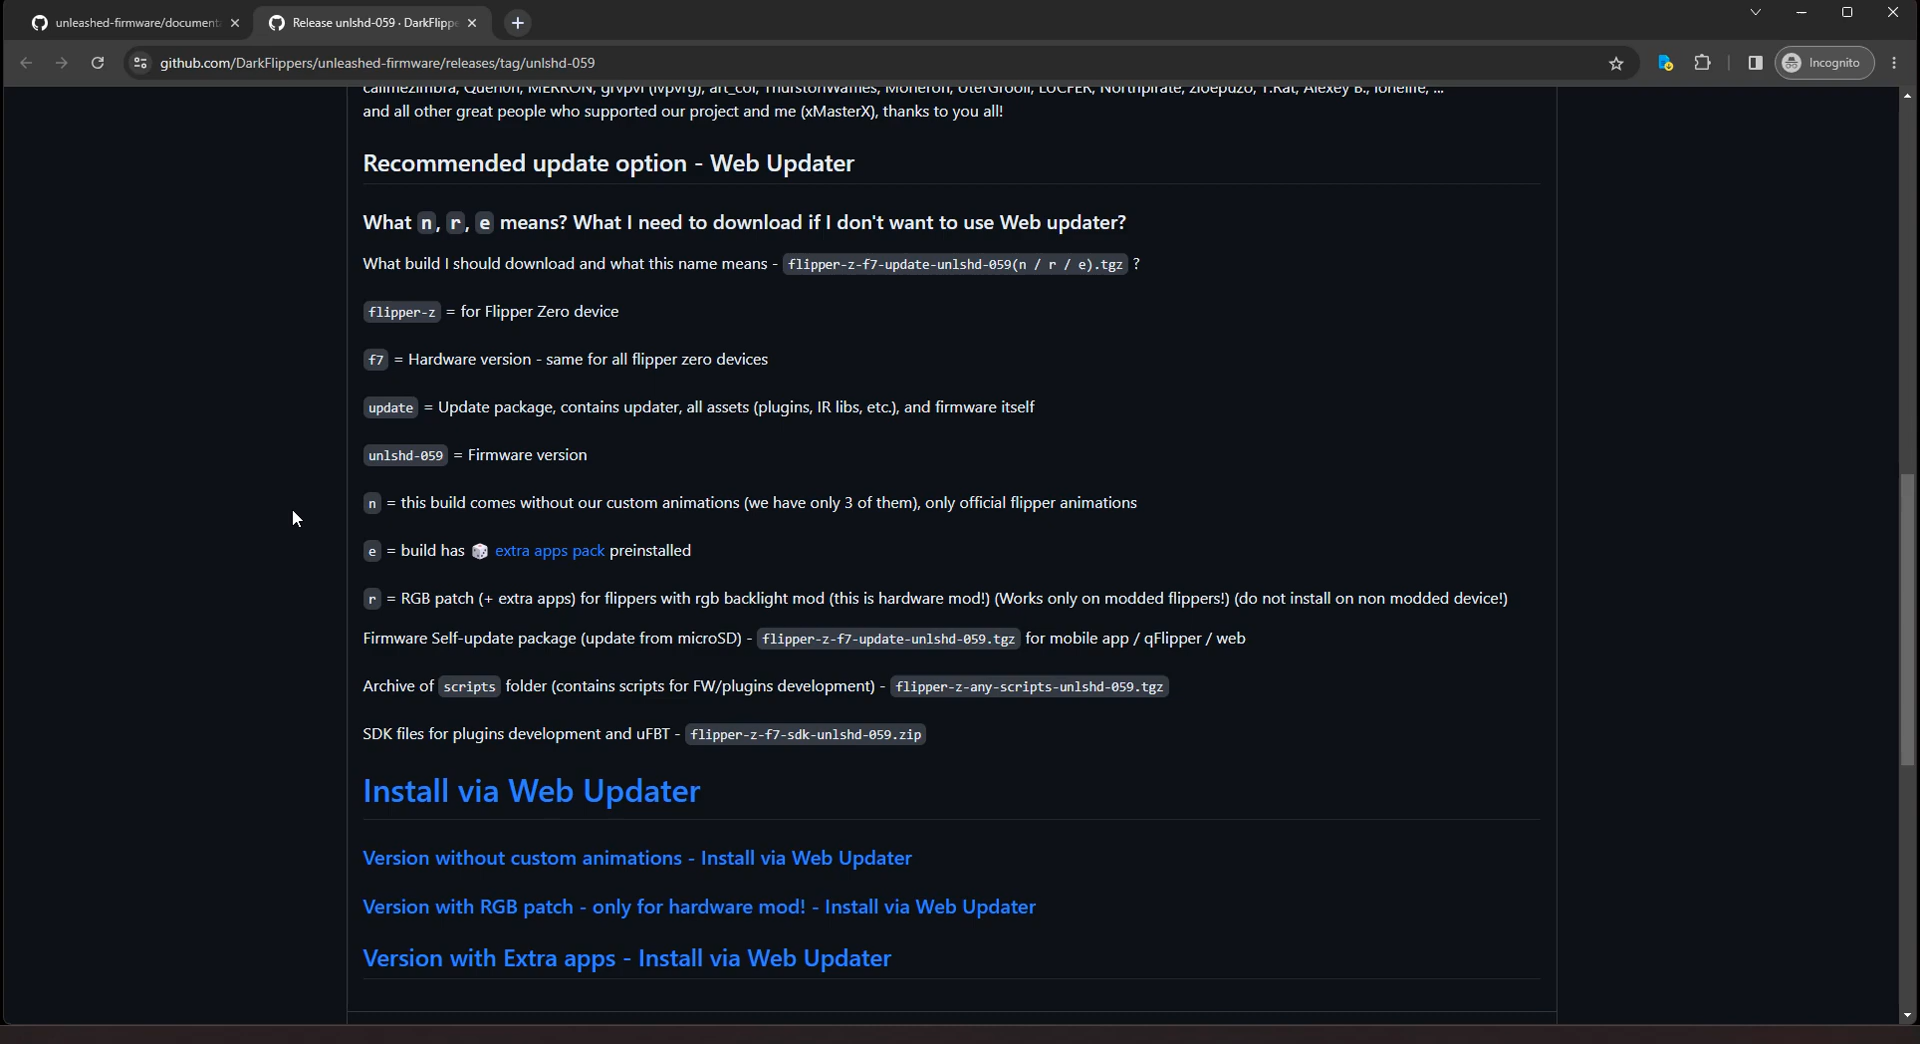 unleashed-firmware/document
Release unlshd-059 · DarkFlippe
github.com/DarkFlippers/unleashed-firmware/releases/tag/unlshd-059
Incognito
and all other great people who supported our project and me (xMasterX), thanks to you all!
Recommended update option - Web Updater
What n, r, e means? What I need to download if I don't want to use Web updater?
What build I should download and what this name means - flipper-z-f7-update-unlshd-059(n / r / e).tgz ?
flipper-z = for Flipper Zero device
f7 = Hardware version - same for all flipper zero devices
update = Update package, contains updater, all assets (plugins, IR libs, etc.), and firmware itself
unlshd-059 = Firmware version
n = this build comes without our custom animations (we have only 3 of them), only official flipper animations
e = build has extra apps pack preinstalled
r = RGB patch (+ extra apps) for flippers with rgb backlight mod (this is hardware mod!) (Works only on modded flippers!) (do not install on non modded device!)
Firmware Self-update package (update from microSD) - flipper-z-f7-update-unlshd-059.tgz for mobile app / qFlipper / web
Archive of scripts folder (contains scripts for FW/plugins development) - flipper-z-any-scripts-unlshd-059.tgz
SDK files for plugins development and uFBT - flipper-z-f7-sdk-unlshd-059.zip
Install via Web Updater
Version without custom animations - Install via Web Updater
Version with RGB patch - only for hardware mod! - Install via Web Updater
Version with Extra apps - Install via Web Updater